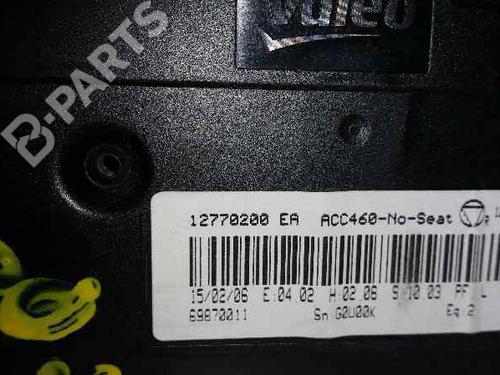 Valeo
B-PARTS
12770200 EA ACC460-No-Seat
15/02/06 E:04.02 H:02.06 S:10.03 PF L
69870011 Sn G0U00K Eq:2